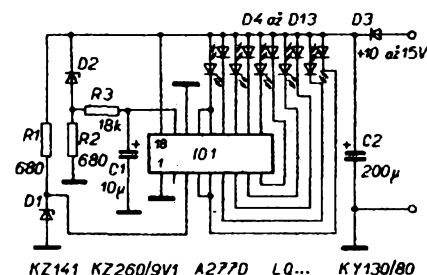 D4 až D13
D3
+10 až 15V
D2
R3
18k
R1
680
R2
680
C1
10µ
+
18
1
IO1
+
C2
200µ
D1
KZ141 KZ260/9V1 A277D LQ... KY130/80